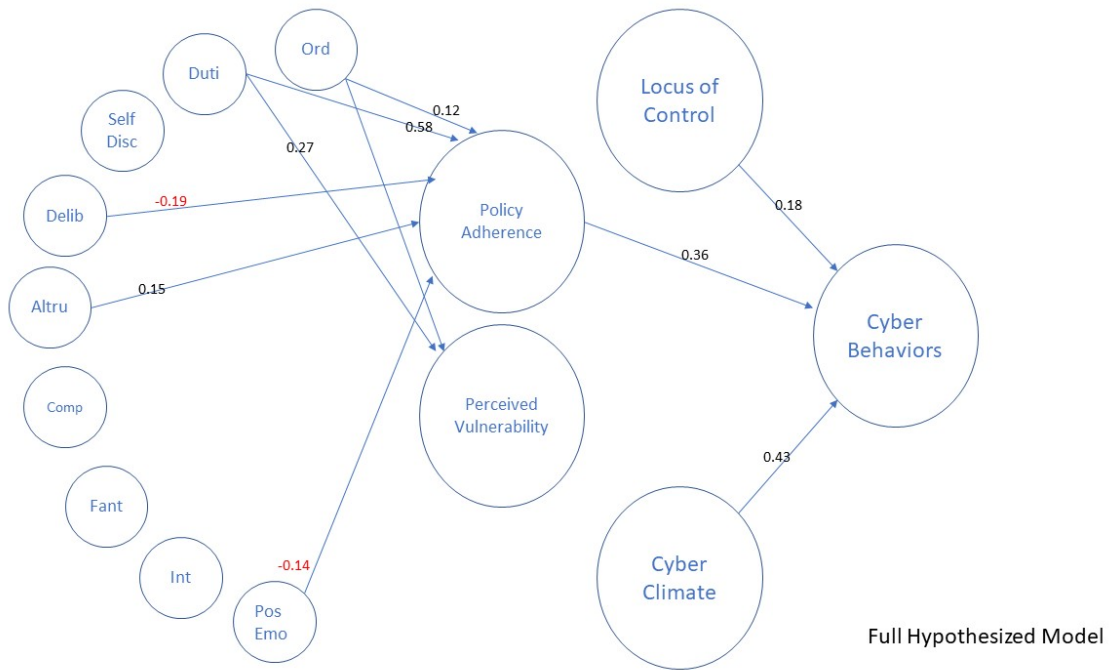 Ord
Duti
Self
Disc
Delib
Altru
Comp
Fant
Int
Pos
Emo
0.12
0.58
0.27
-0.19
0.15
-0.14
Policy
Adherence
Perceived
Vulnerability
Locus of
Control
0.18
0.36
0.43
Cyber
Behaviors
Cyber
Climate
Full Hypothesized Model